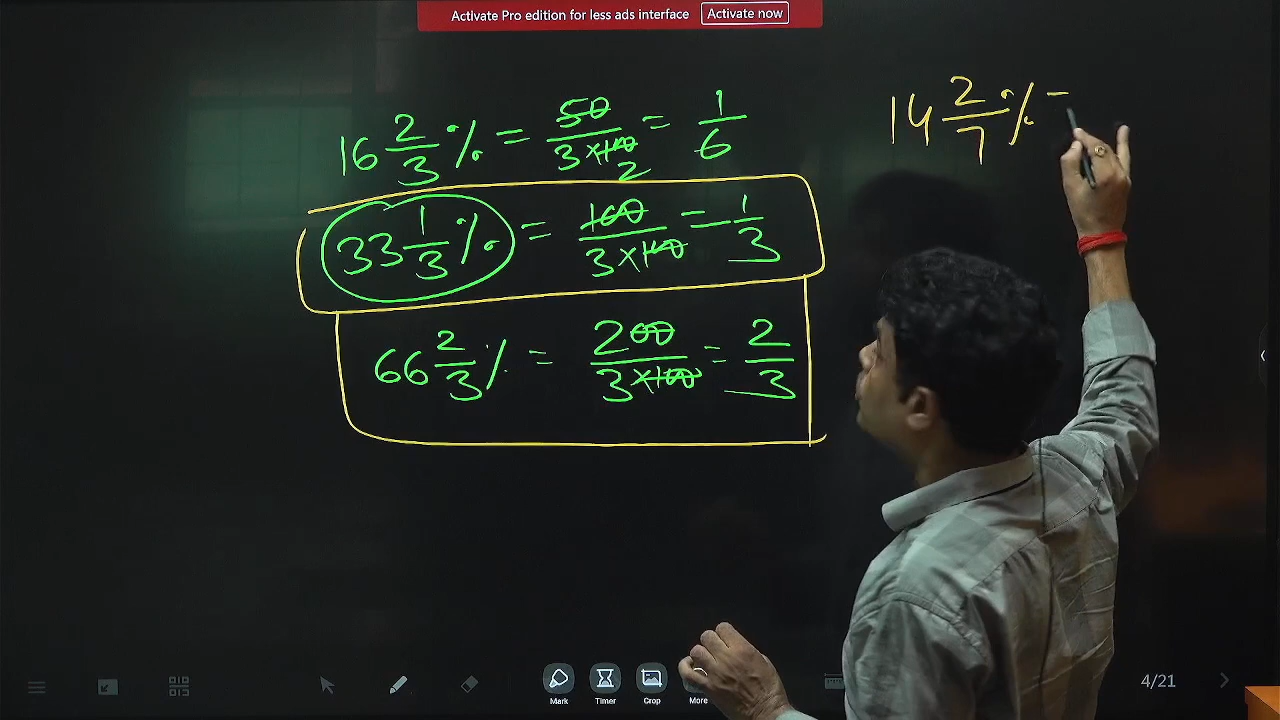 Activate Pro edition for less ads interface Activate now
16 2/3 % = 50/3×100 2 = 1/6
33 1/3 % = 100/3×100 = 1/3
66 2/3 % = 200/3×100 = 2/3
14 2/7 % =
Mark Timer Crop More
4/21